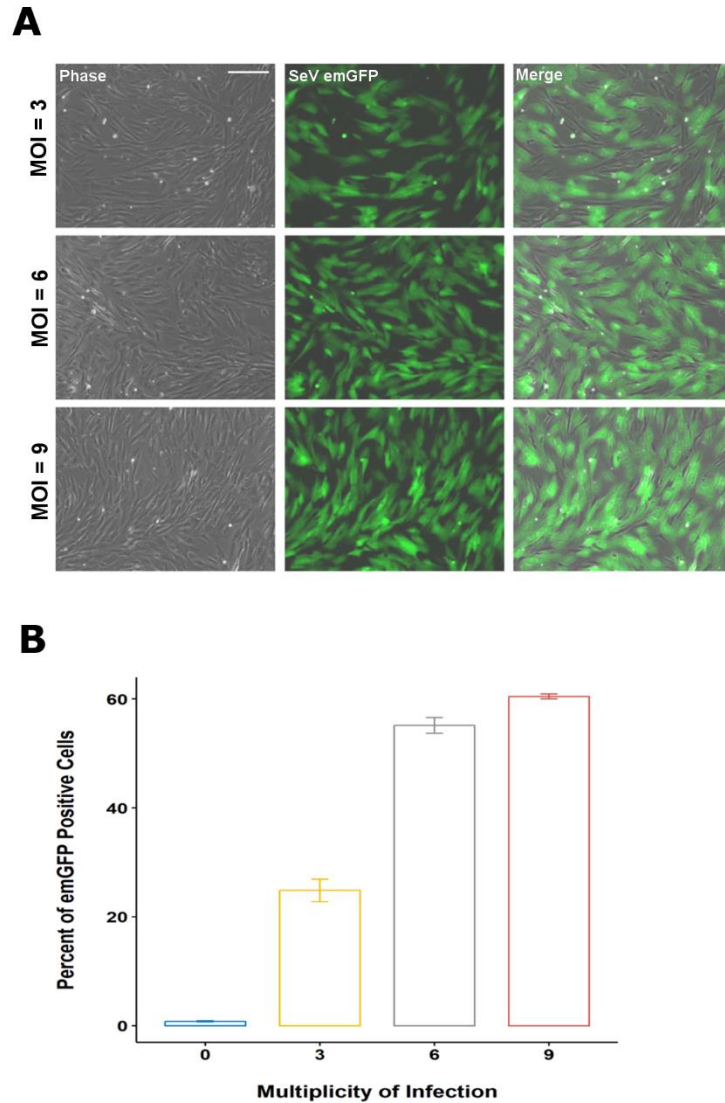 A
Phase
SeV emGFP
Merge
MOI = 3
MOI = 6
MOI = 9
B
Percent of emGFP Positive Cells
60
40
20
0
0 3 6 9
Multiplicity of Infection